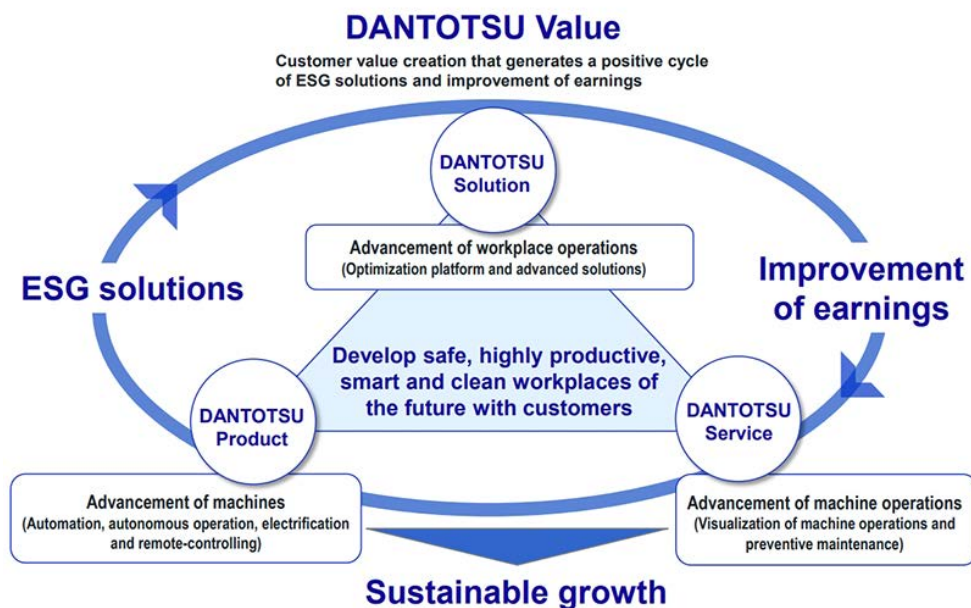 DANTOTSU Value
Customer value creation that generates a positive cycle
of ESG solutions and improvement of earnings
DANTOTSU
Solution
Advancement of workplace operations
(Optimization platform and advanced solutions)
ESG solutions
Improvement
of earnings
Develop safe, highly productive,
smart and clean workplaces of
the future with customers
DANTOTSU
Product
DANTOTSU
Service
Advancement of machines
(Automation, autonomous operation, electrification
and remote-controlling)
Advancement of machine operations
(Visualization of machine operations and
preventive maintenance)
Sustainable growth